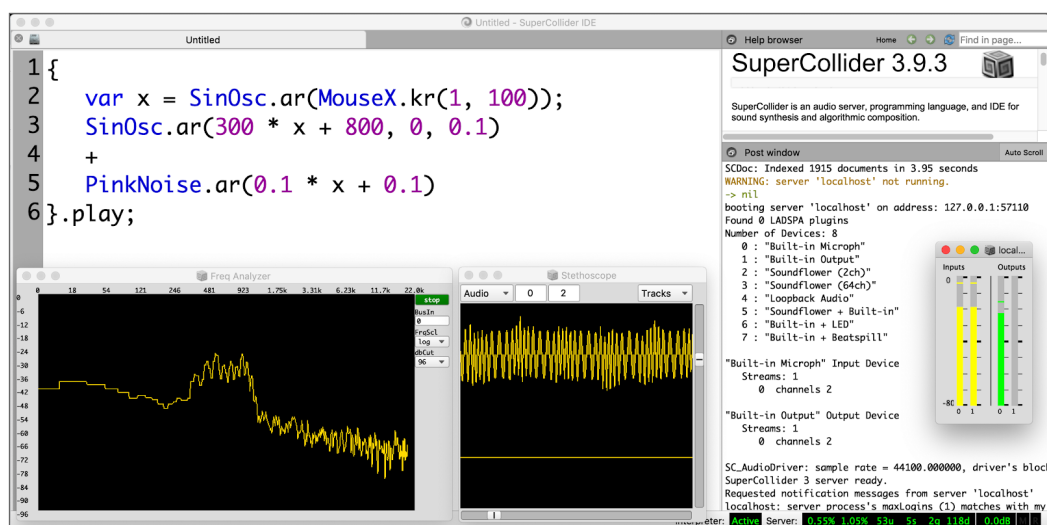 Untitled - SuperCollider IDE
Untitled
1 {
2 var x = SinOsc.ar(MouseX.kr(1, 100));
3 SinOsc.ar(300 * x + 800, 0, 0.1)
4 +
5 PinkNoise.ar(0.1 * x + 0.1)
6 }.play;
Help browser Home Find in page...
SuperCollider 3.9.3
SuperCollider is an audio server, programming language, and IDE for
sound synthesis and algorithmic composition.
Post window Auto Scroll
SCDoc: Indexed 1915 documents in 3.95 seconds
WARNING: server 'localhost' not running.
-> nil
booting server 'localhost' on address: 127.0.0.1:57110
Found 0 LADSPA plugins
Number of Devices: 8
0 : "Built-in Microph"
1 : "Built-in Output"
2 : "Soundflower (2ch)"
3 : "Soundflower (64ch)"
4 : "Loopback Audio"
5 : "Soundflower + Built-in"
6 : "Built-in + LED"
7 : "Built-in + Beatspill"
"Built-in Microph" Input Device
Streams: 1
0 channels 2
"Built-in Output" Output Device
Streams: 1
0 channels 2
SC_AudioDriver: sample rate = 44100.000000, driver's bloc
SuperCollider 3 server ready.
Requested notification messages from server 'localhost'
localhost: server process's maxLogins (1) matches with my
local...
Inputs Outputs
0
-80
0 1 0 1
Freq Analyzer
0 18 54 121 246 481 923 1.75k 3.31k 6.23k 11.7k 22.0k
0
-6
-12
-18
-24
-30
-36
-42
-48
-54
-60
-66
-72
-78
-84
-90
-96
stop
BusIn
0
FrqScl
log
dbCut
96
Stethoscope
Audio 0 2 Tracks
Interpreter: Active Server: 0.55% 1.05% 53u 5s 2g 118d 0.0dB